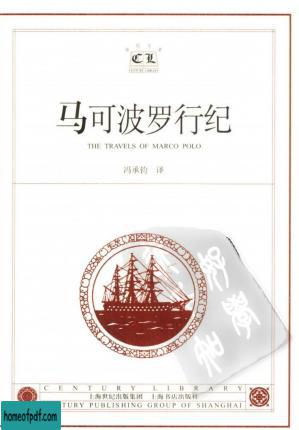 CL
马可波罗行纪
THE TRAVELS OF MARCO POLO
冯承钧 译
CENTURY LIBRARY
上海世纪出版集团 上海书店出版社
CENTURY PUBLISHING GROUP OF SHANGHAI
homeofpdf.com